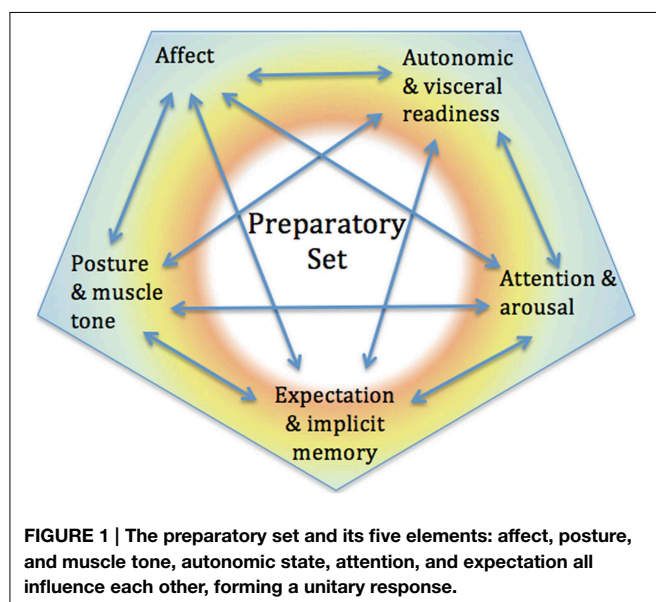 Affect
Autonomic
& visceral
readiness
Preparatory
Set
Posture
& muscle
tone
Attention &
arousal
Expectation
& implicit
memory
FIGURE 1 | The preparatory set and its five elements: affect, posture,
and muscle tone, autonomic state, attention, and expectation all
influence each other, forming a unitary response.